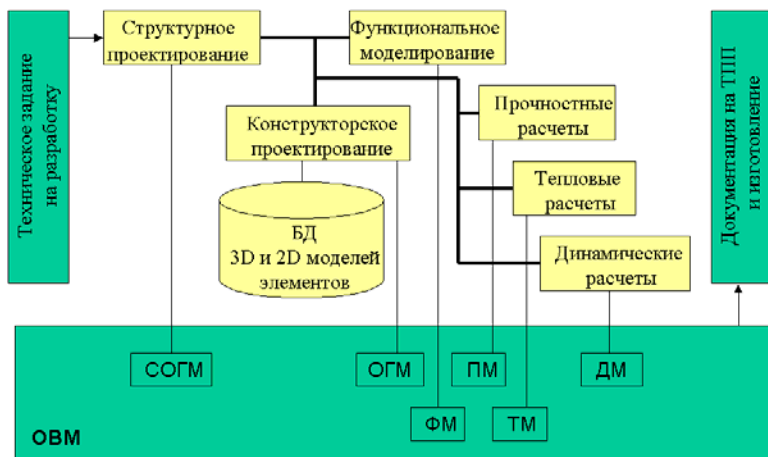 Техническое задание
на разработку
Структурное
проектирование
Функциональное
моделирование
Конструкторское
проектирование
БД
3D и 2D моделей
элементов
Прочностные
расчеты
Тепловые
расчеты
Динамические
расчеты
Документация на ТПП
и изготовление
СОГМ
ОГМ
ПМ
ДМ
ФМ
ТМ
ОВМ